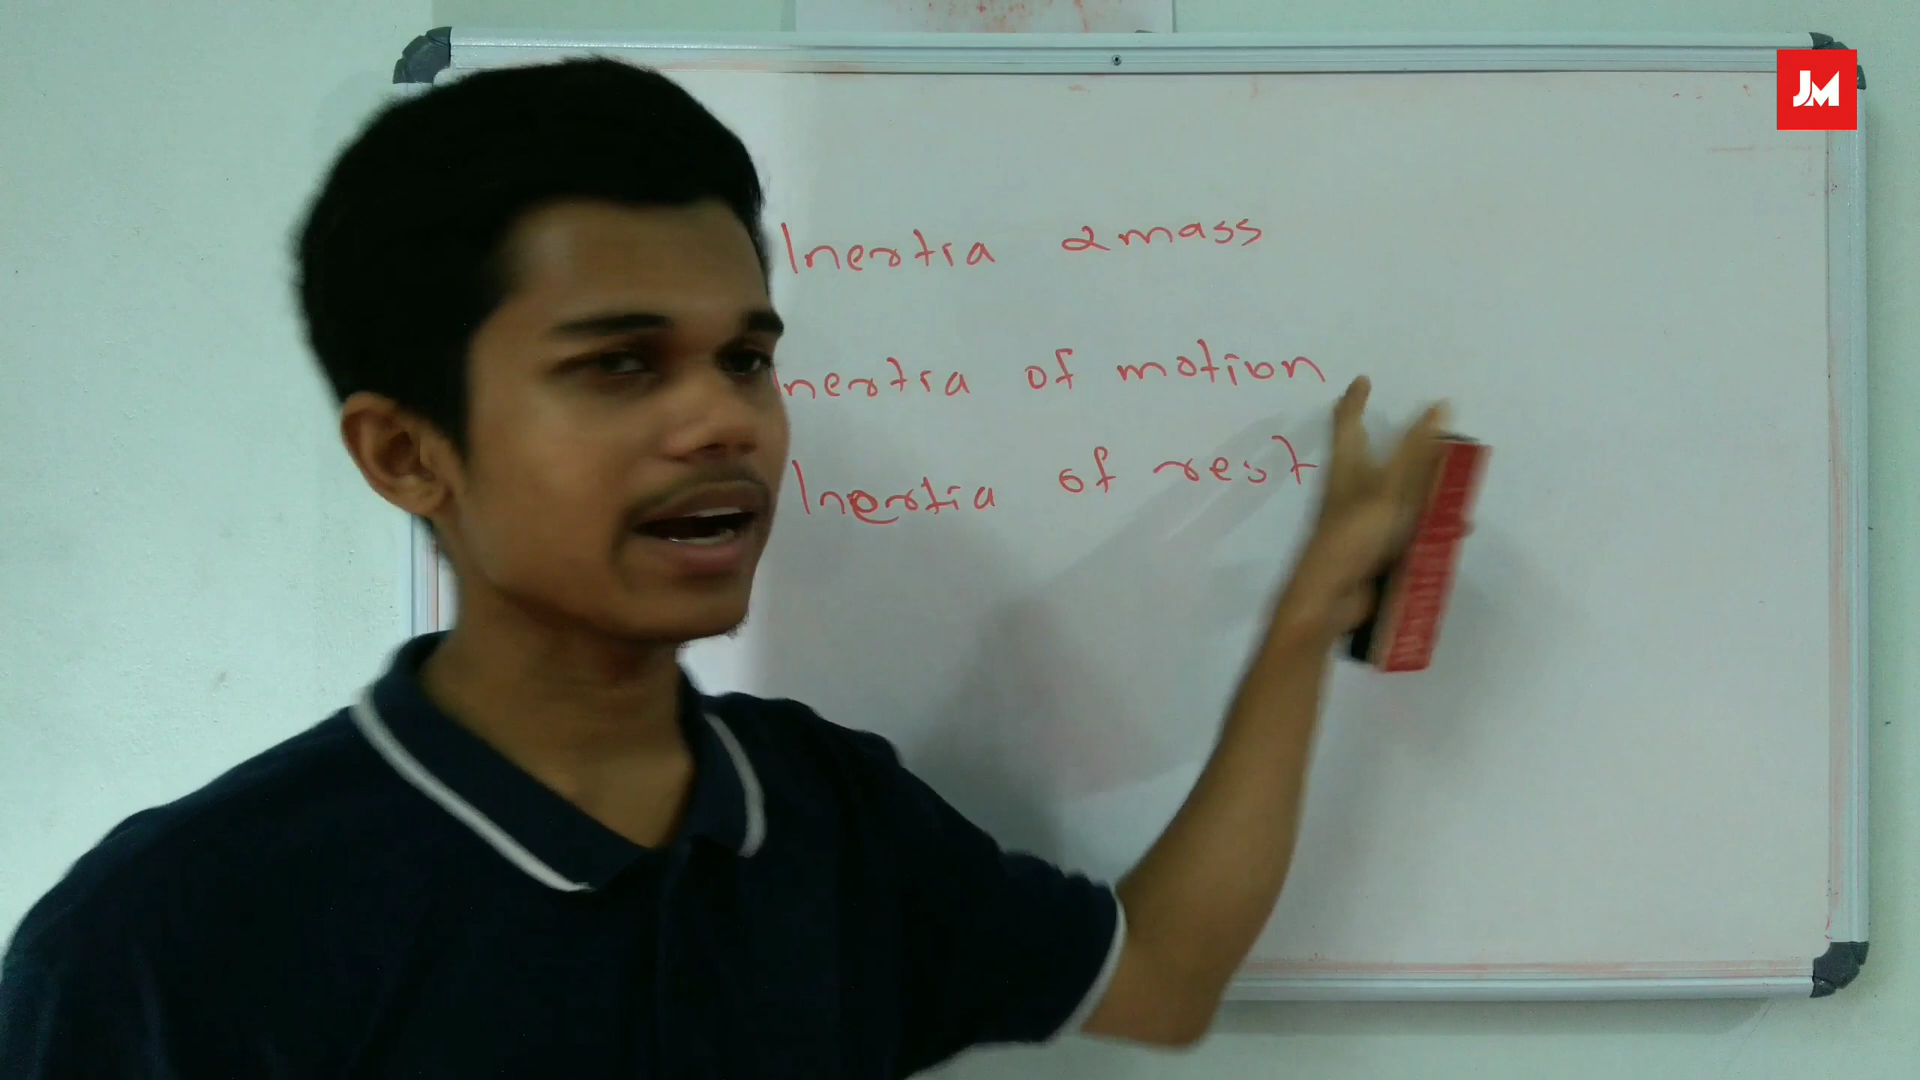 JM
Inertia α mass
Inertia of motion
Inertia of rest